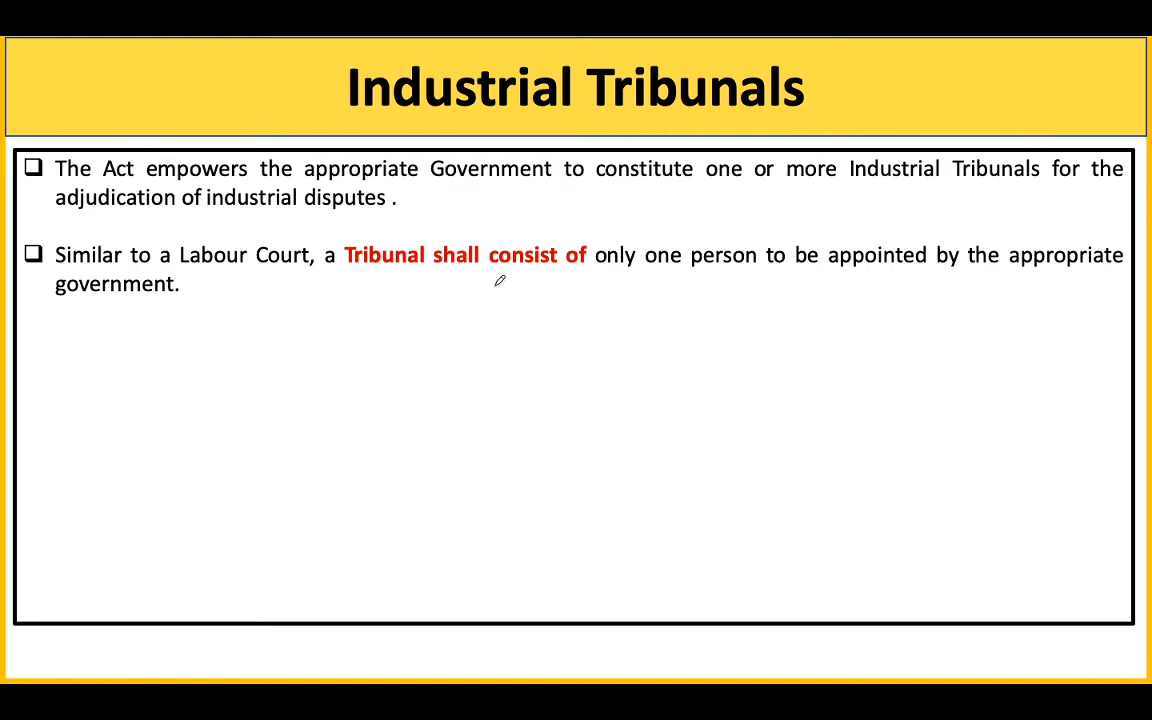 Industrial Tribunals
The Act empowers the appropriate Government to constitute one or more Industrial Tribunals for the
adjudication of industrial disputes .
Similar to a Labour Court, a Tribunal shall consist of only one person to be appointed by the appropriate
government.